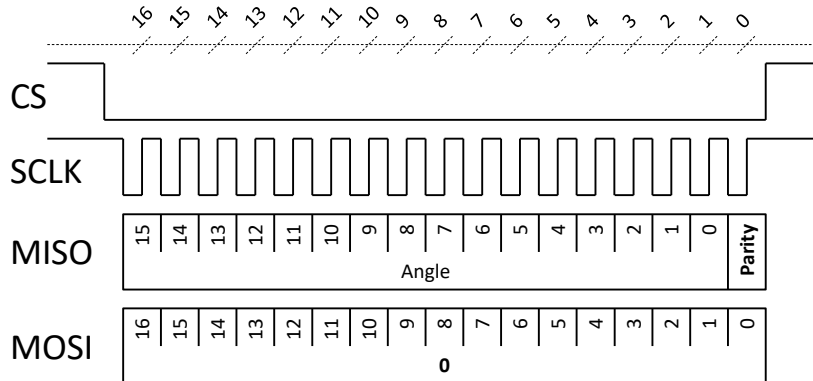 16 15 14 13 12 11 10 9 8 7 6 5 4 3 2 1 0
CS
SCLK
MISO 15 14 13 12 11 10 9 8 7 6 5 4 3 2 1 0 Parity
Angle
MOSI 16 15 14 13 12 11 10 9 8 7 6 5 4 3 2 1 0
0